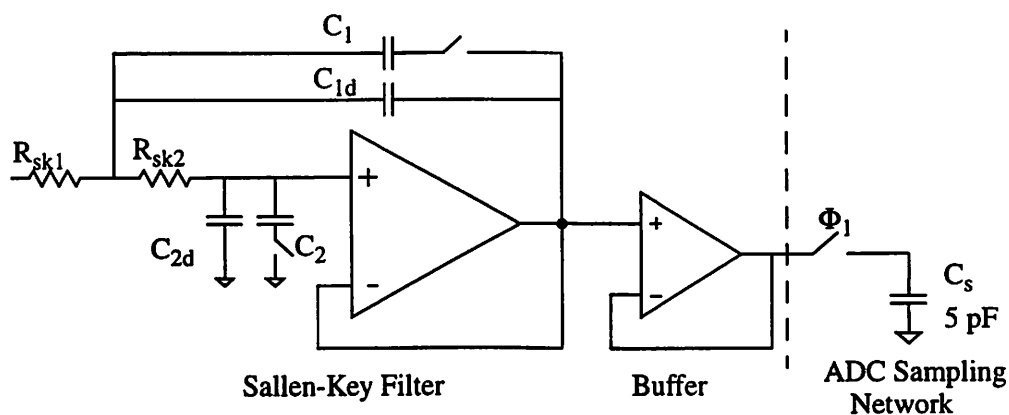 C1
C1d
Rsk1
Rsk2
+
-
C2d
C2
+
-
Φ1
Cs
5 pF
Sallen-Key Filter
Buffer
ADC Sampling
Network